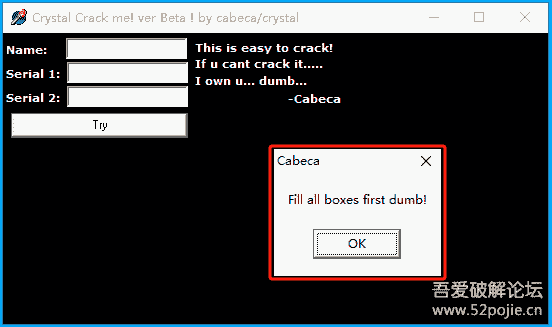 Crystal Crack me! ver Beta ! by cabeca/crystal
Name:
Serial 1:
Serial 2:
Try
This is easy to crack!
If u cant crack it.....
I own u... dumb...
-Cabeca
Cabeca
Fill all boxes first dumb!
OK
吾爱破解论坛
www.52pojie.cn